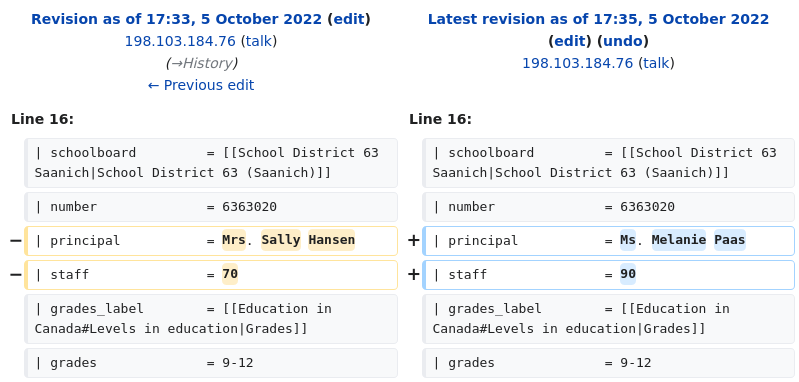 Revision as of 17:33, 5 October 2022 (edit)
198.103.184.76 (talk)
(→History)
← Previous edit
Latest revision as of 17:35, 5 October 2022
(edit) (undo)
198.103.184.76 (talk)
Line 16:
| schoolboard         = [[School District 63
Saanich|School District 63 (Saanich)]]
| number              = 6363020
− | principal           = Mrs. Sally Hansen
− | staff               = 70
| grades_label        = [[Education in
Canada#Levels in education|Grades]]
| grades              = 9-12
Line 16:
| schoolboard         = [[School District 63
Saanich|School District 63 (Saanich)]]
| number              = 6363020
+ | principal           = Ms. Melanie Paas
+ | staff               = 90
| grades_label        = [[Education in
Canada#Levels in education|Grades]]
| grades              = 9-12